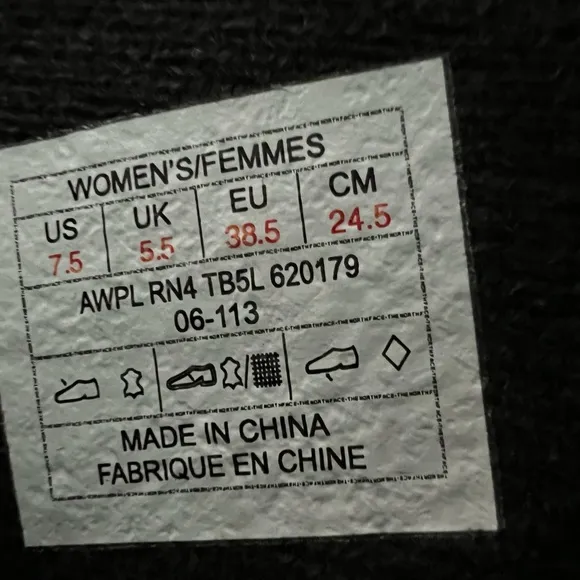 WOMEN'S/FEMMES
US UK EU CM
7.5 5.5 38.5 24.5
AWPL RN4 TB5L 620179
06-113
MADE IN CHINA
FABRIQUE EN CHINE